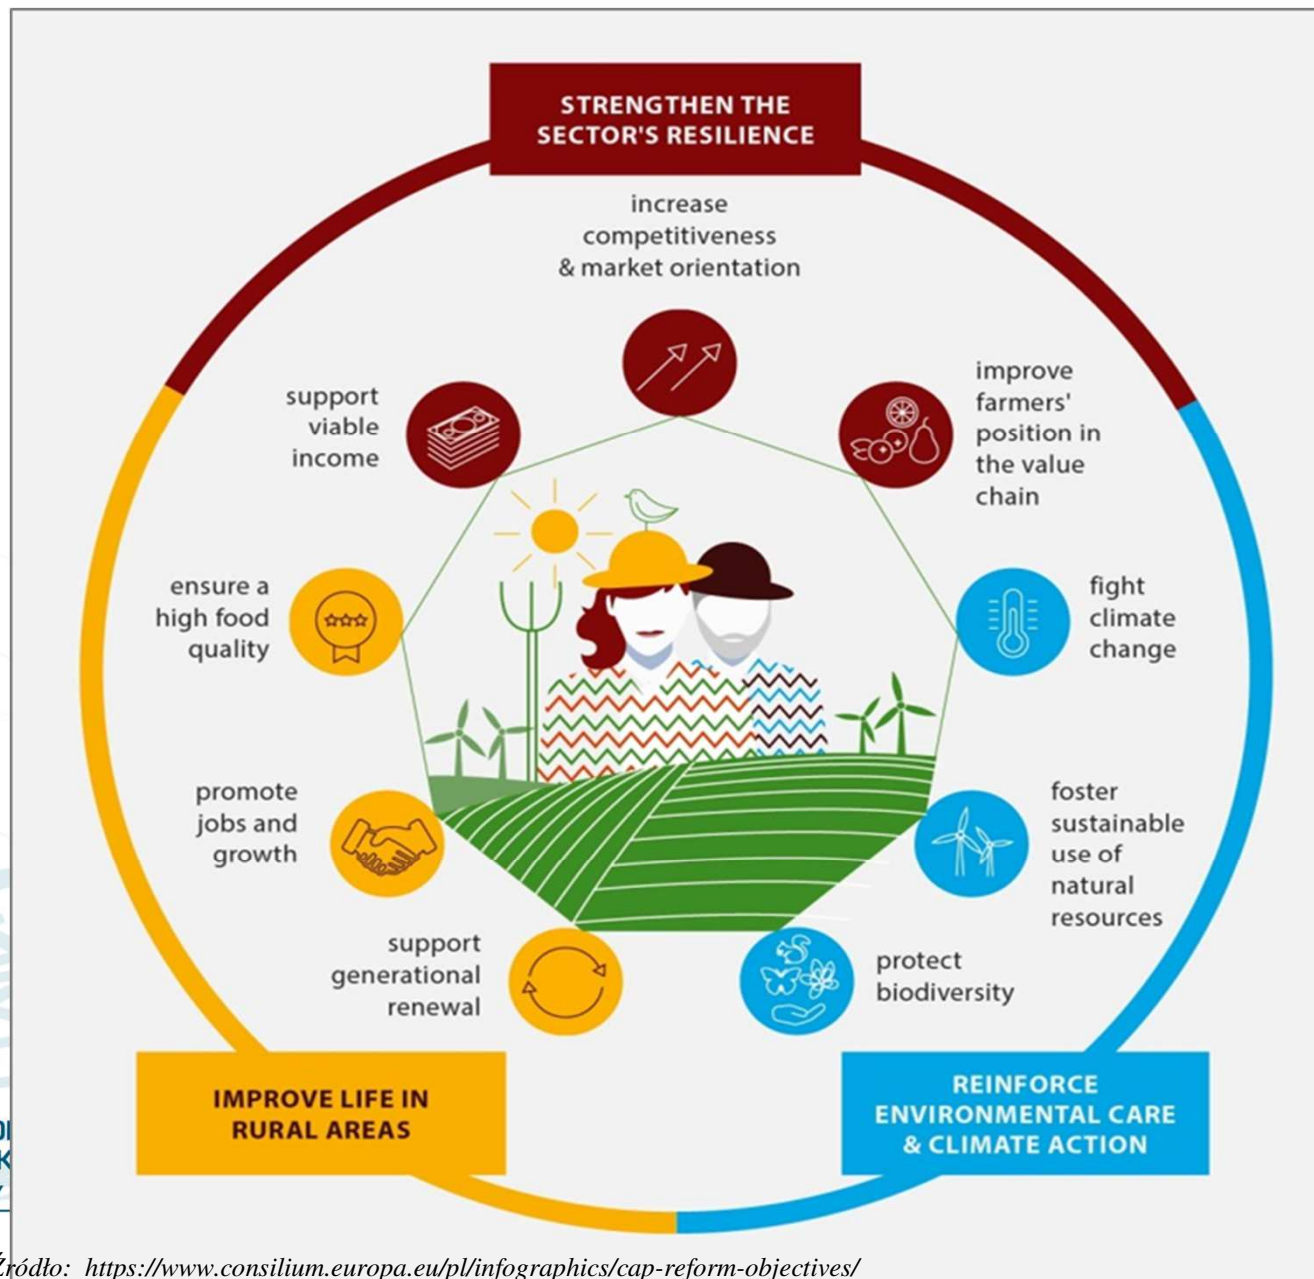 STRENGTHEN THE
SECTOR'S RESILIENCE
increase
competitiveness
& market orientation
support
viable
income
improve
farmers'
position in
the value
chain
ensure a
high food
quality
fight
climate
change
promote
jobs and
growth
foster
sustainable
use of
natural
resources
support
generational
renewal
protect
biodiversity
IMPROVE LIFE IN
RURAL AREAS
REINFORCE
ENVIRONMENTAL CARE
& CLIMATE ACTION
Źródło: https://www.consilium.europa.eu/pl/infographics/cap-reform-objectives/